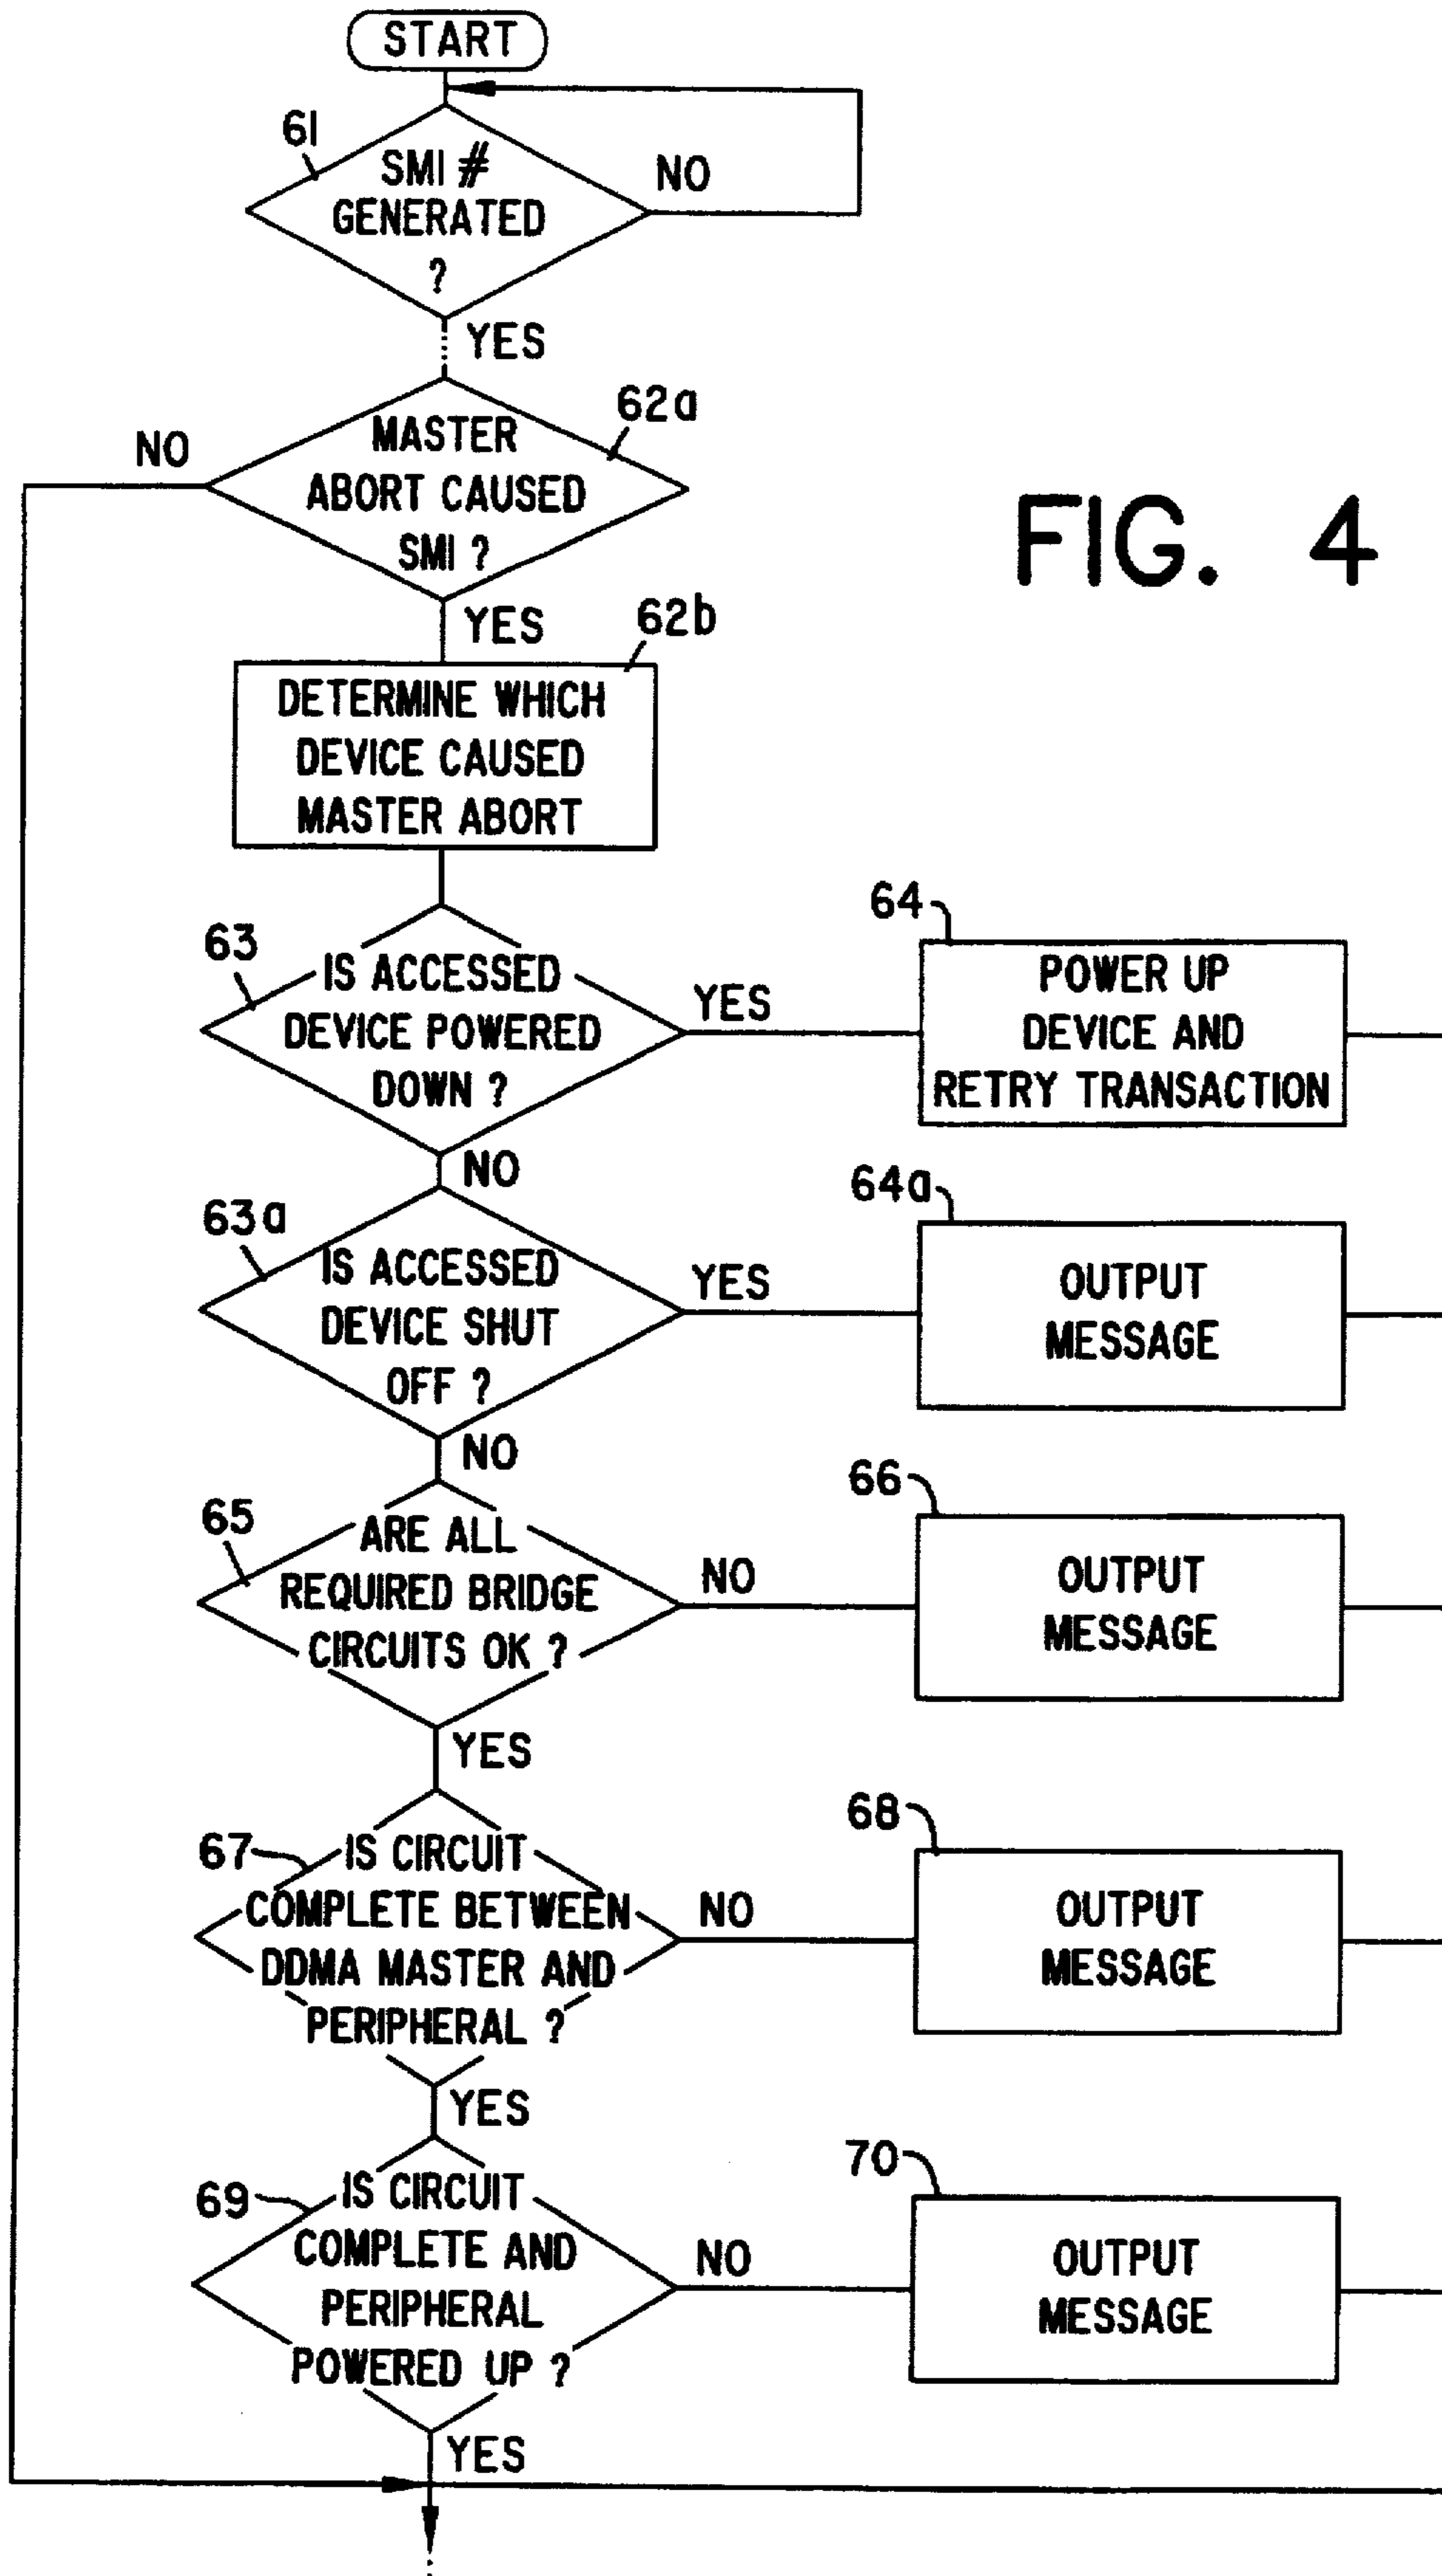 START
61
SMI #
GENERATED
?
NO
YES
62a
MASTER
ABORT CAUSED
SMI ?
NO
FIG. 4
YES
62b
DETERMINE WHICH
DEVICE CAUSED
MASTER ABORT
63
IS ACCESSED
DEVICE POWERED
DOWN ?
YES
64
POWER UP
DEVICE AND
RETRY TRANSACTION
NO
63a
IS ACCESSED
DEVICE SHUT
OFF ?
YES
64a
OUTPUT
MESSAGE
NO
65
ARE ALL
REQUIRED BRIDGE
CIRCUITS OK ?
NO
66
OUTPUT
MESSAGE
YES
67
IS CIRCUIT
COMPLETE BETWEEN
DDMA MASTER AND
PERIPHERAL ?
NO
68
OUTPUT
MESSAGE
YES
69
IS CIRCUIT
COMPLETE AND
PERIPHERAL
POWERED UP ?
NO
70
OUTPUT
MESSAGE
YES